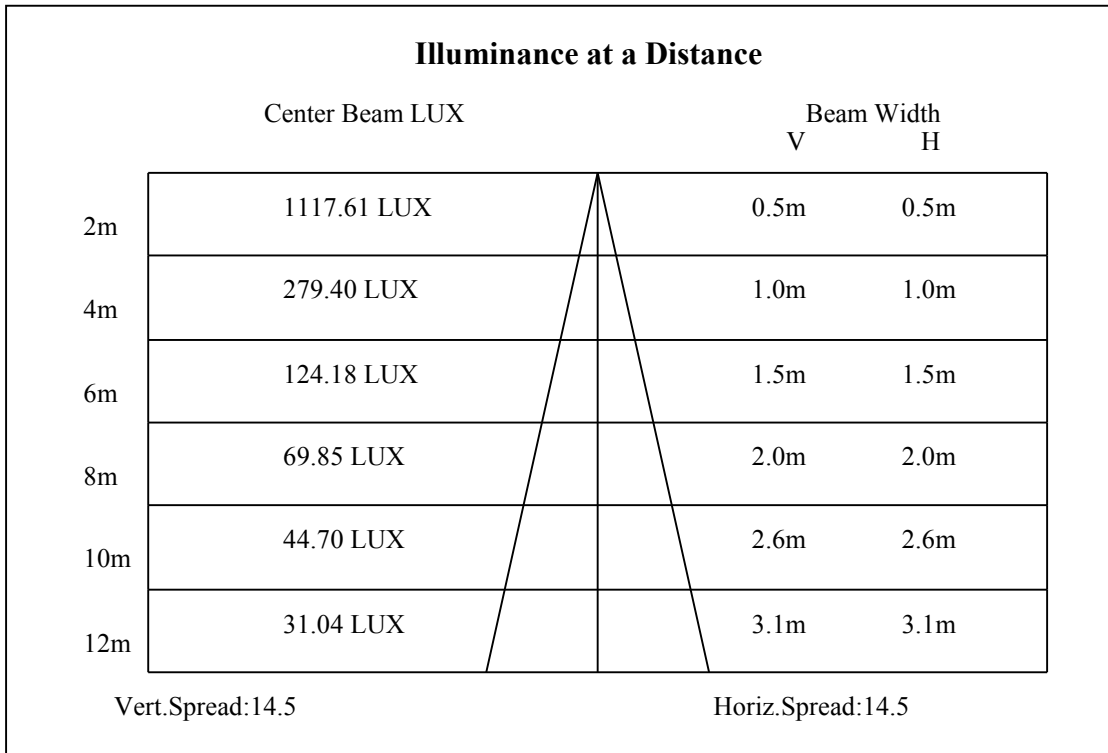 Illuminance at a Distance
Center Beam LUX Beam Width
V H
2m 1117.61 LUX 0.5m 0.5m
4m 279.40 LUX 1.0m 1.0m
6m 124.18 LUX 1.5m 1.5m
8m 69.85 LUX 2.0m 2.0m
10m 44.70 LUX 2.6m 2.6m
12m 31.04 LUX 3.1m 3.1m
Vert.Spread:14.5 Horiz.Spread:14.5